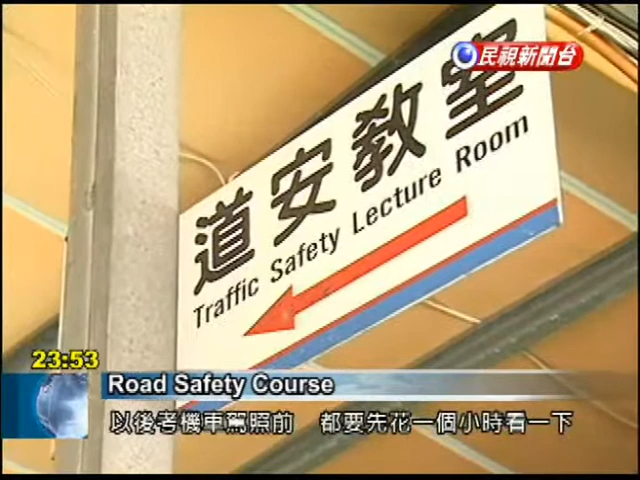 民視新聞台
道安教室
Traffic Safety Lecture Room
23:53
Road Safety Course
以後考機車駕照前 都要先花一個小時看一下